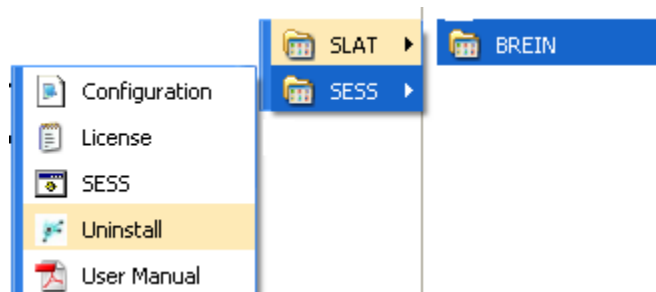 SLAT
BREIN
SESS
Configuration
License
SESS
Uninstall
User Manual